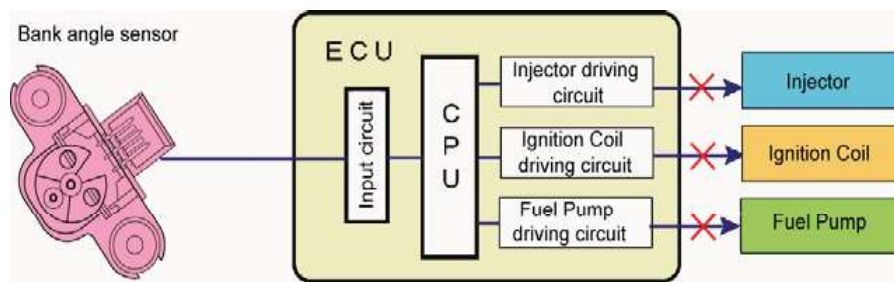 Bank angle sensor
E C U
Input circuit
C
P
U
Injector driving
circuit
Ignition Coil
driving circuit
Fuel Pump
driving circuit
Injector
Ignition Coil
Fuel Pump